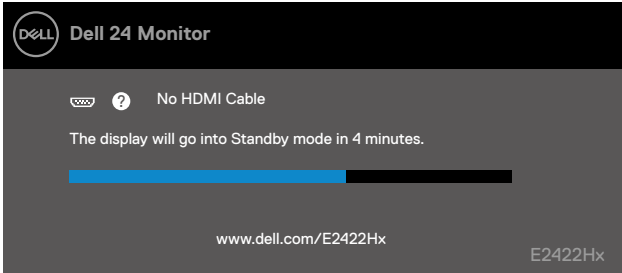 DELL Dell 24 Monitor
? No HDMI Cable
The display will go into Standby mode in 4 minutes.
www.dell.com/E2422Hx
E2422Hx